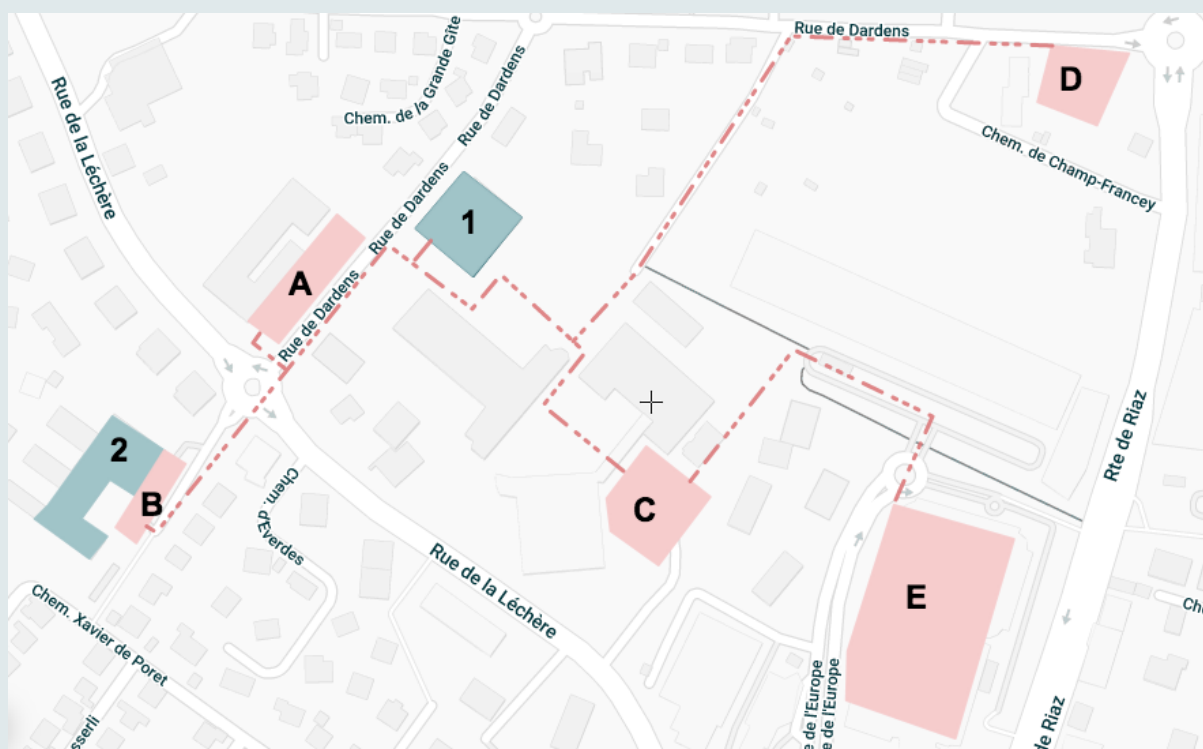 Rue de Dardens
D
Rue de la Léchère
Chem. de la Grande Gîte
Rue de Dardens
Chem. de Champ-Francey
Rue de Dardens
1
A
Rue de Dardens
Rte de Riaz
2
B
C
Chem. d'Everdes
Rue de la Léchère
E
Chem. Xavier de Poret
Ch
sserli
e de l'Europe
e de l'Europe
de Riaz